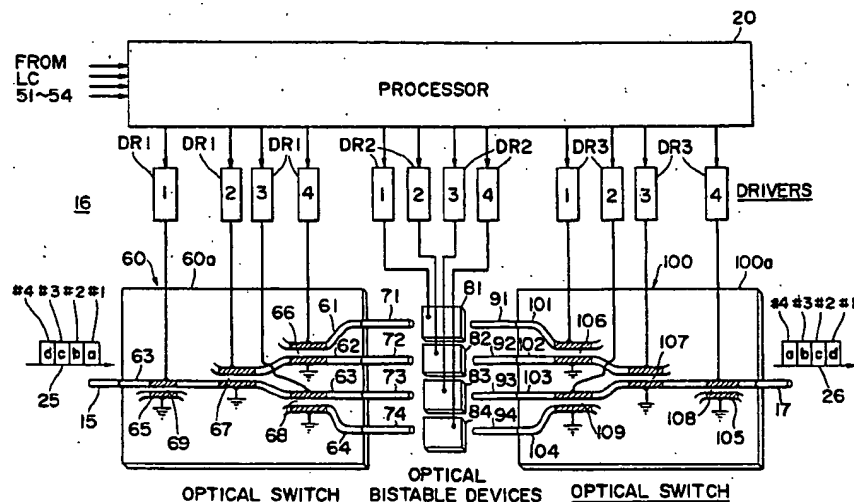 20
FROM
LC
51~54
PROCESSOR
DR1 DR1 DR1 DR2 DR2 DR3 DR3
1 2 3 4 1 2 3 4 1 2 3 4
DRIVERS
16
60 60a 81 100 100a
#4 #3 #2 #1
d c b a
25
#4 #3 #2 #1
a b c d
26
61 71 91 101
66 62 72 82 92 102 106 107
63 67 63 73 83 93 103
15 65 69 68 64 74 84 94 104 109 108 105 17
OPTICAL SWITCH
OPTICAL
BISTABLE DEVICES
OPTICAL SWITCH